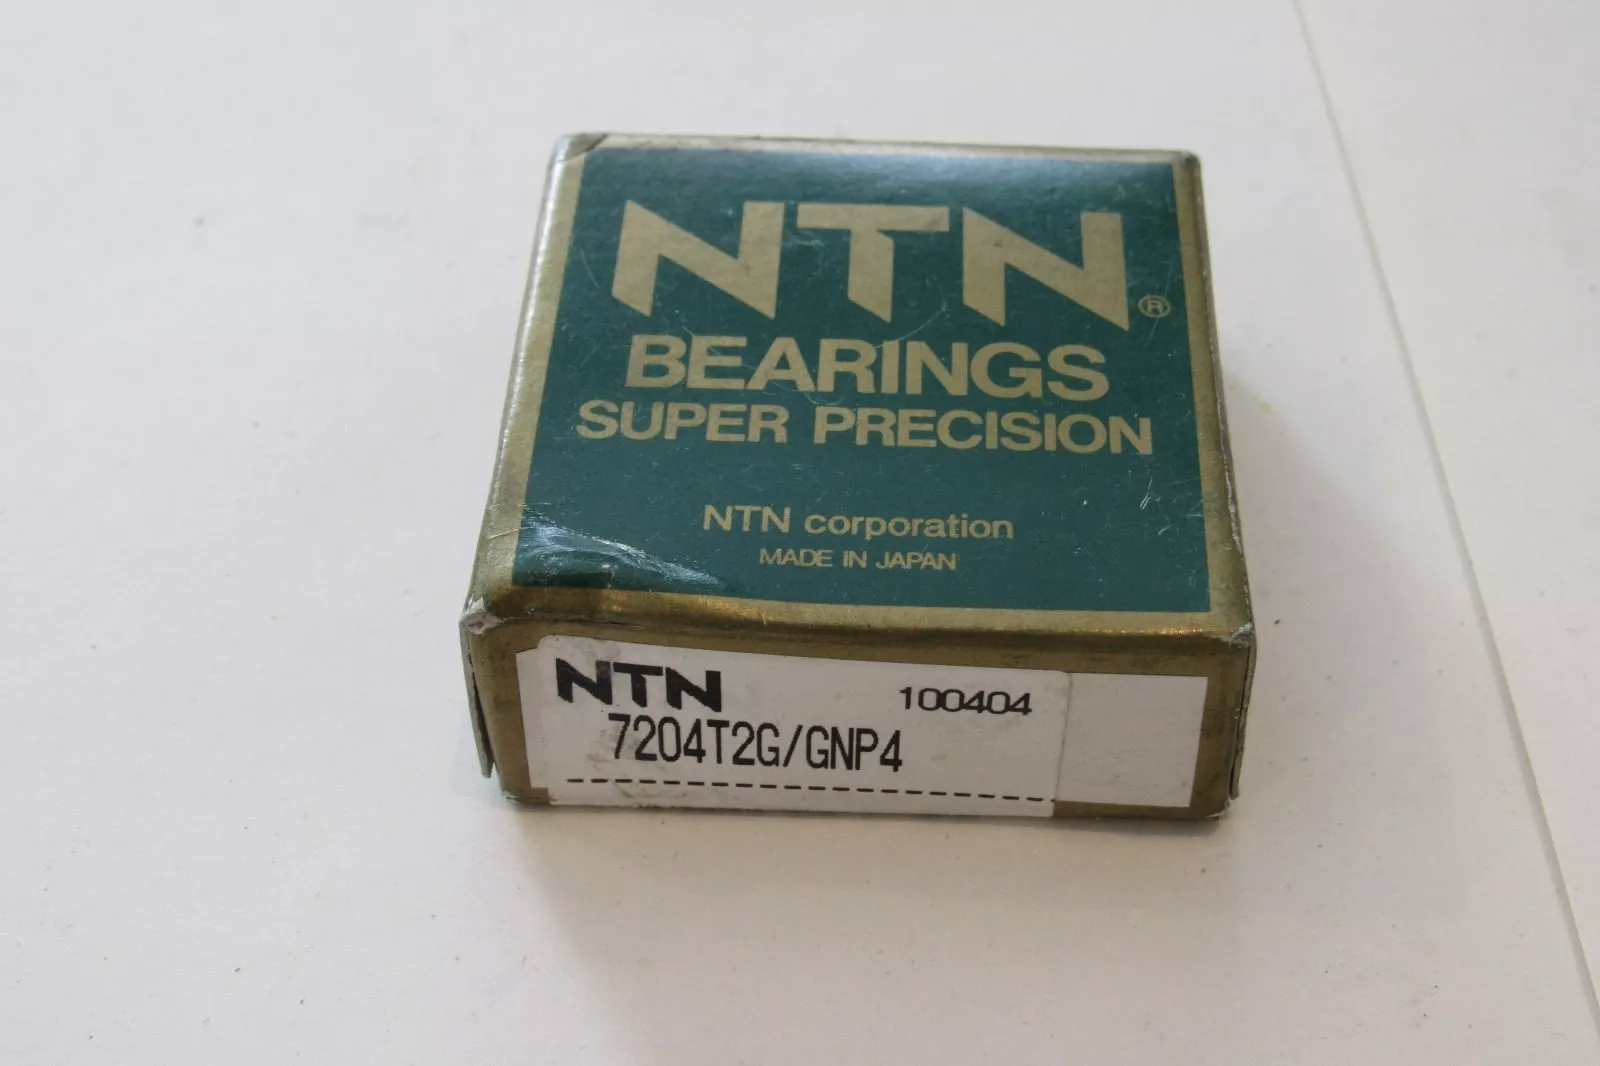 NTN®
BEARINGS
SUPER PRECISION
NTN corporation
MADE IN JAPAN
NTN 100404
7204T2G/GNP4